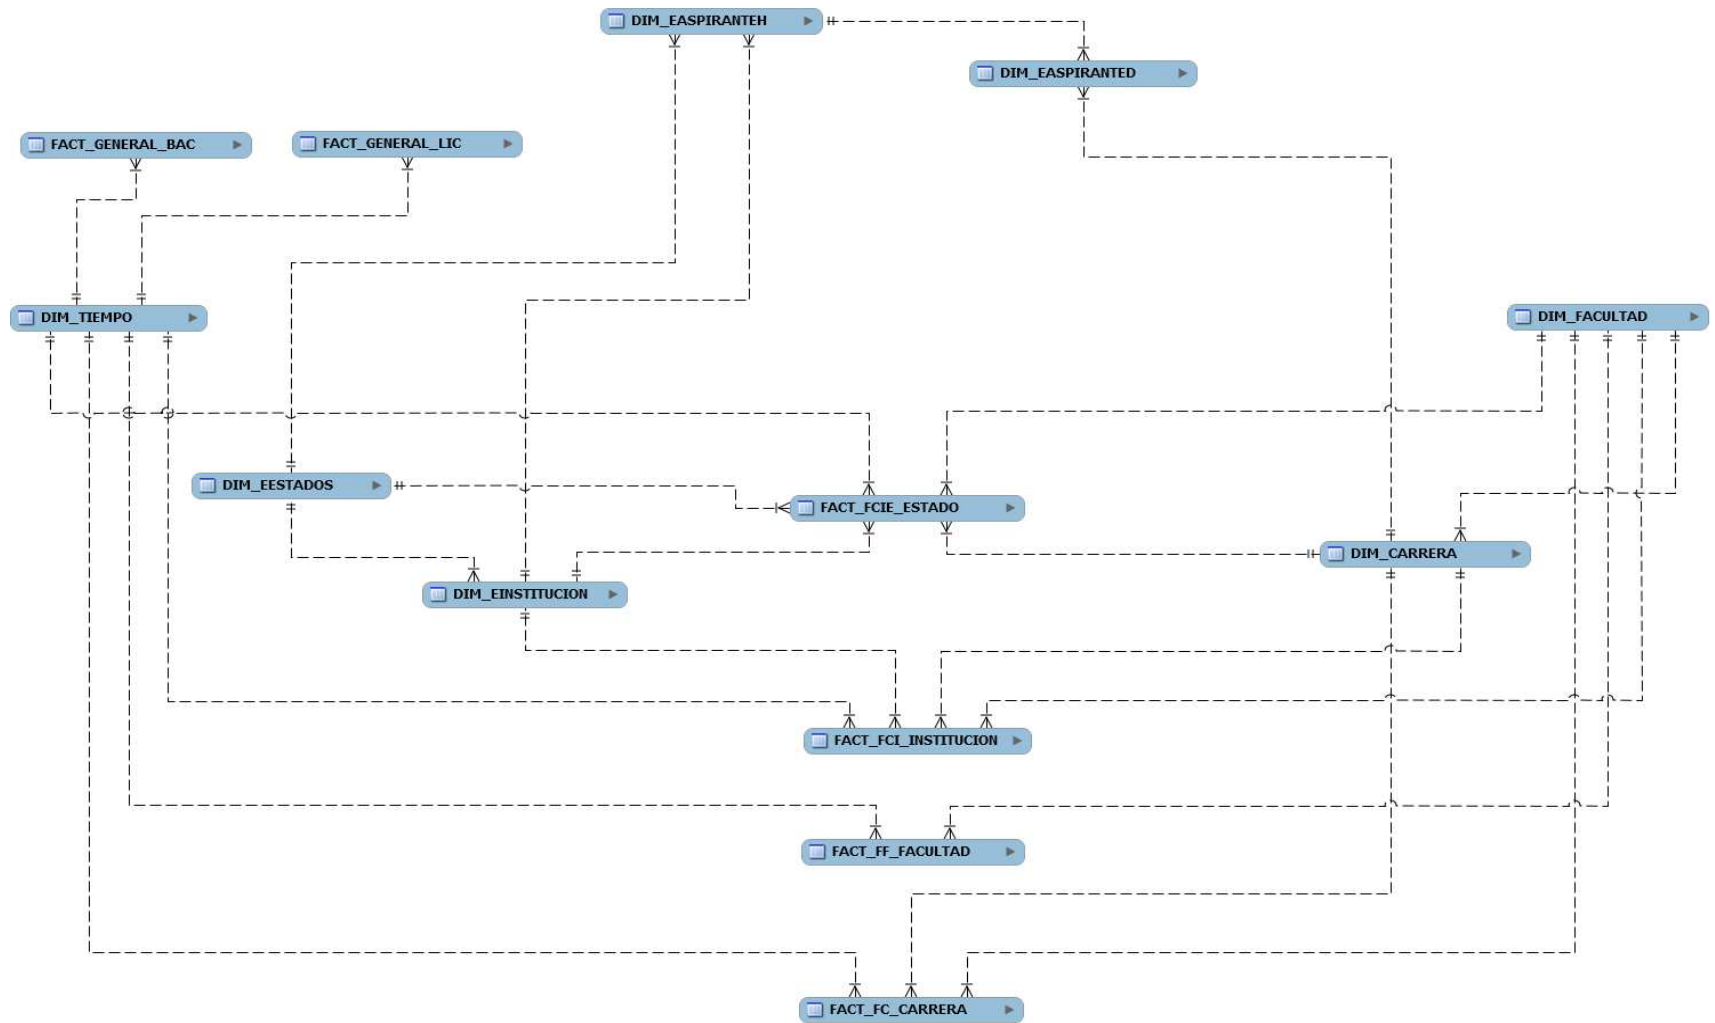 DIM_EASPIRANTEH
DIM_EASPIRANTED
FACT_GENERAL_BAC
FACT_GENERAL_LIC
DIM_TIEMPO
DIM_FACULTAD
DIM_EESTADOS
FACT_FCIE_ESTADO
DIM_CARRERA
DIM_EINSTITUCION
FACT_FCI_INSTITUCION
FACT_FF_FACULTAD
FACT_FC_CARRERA